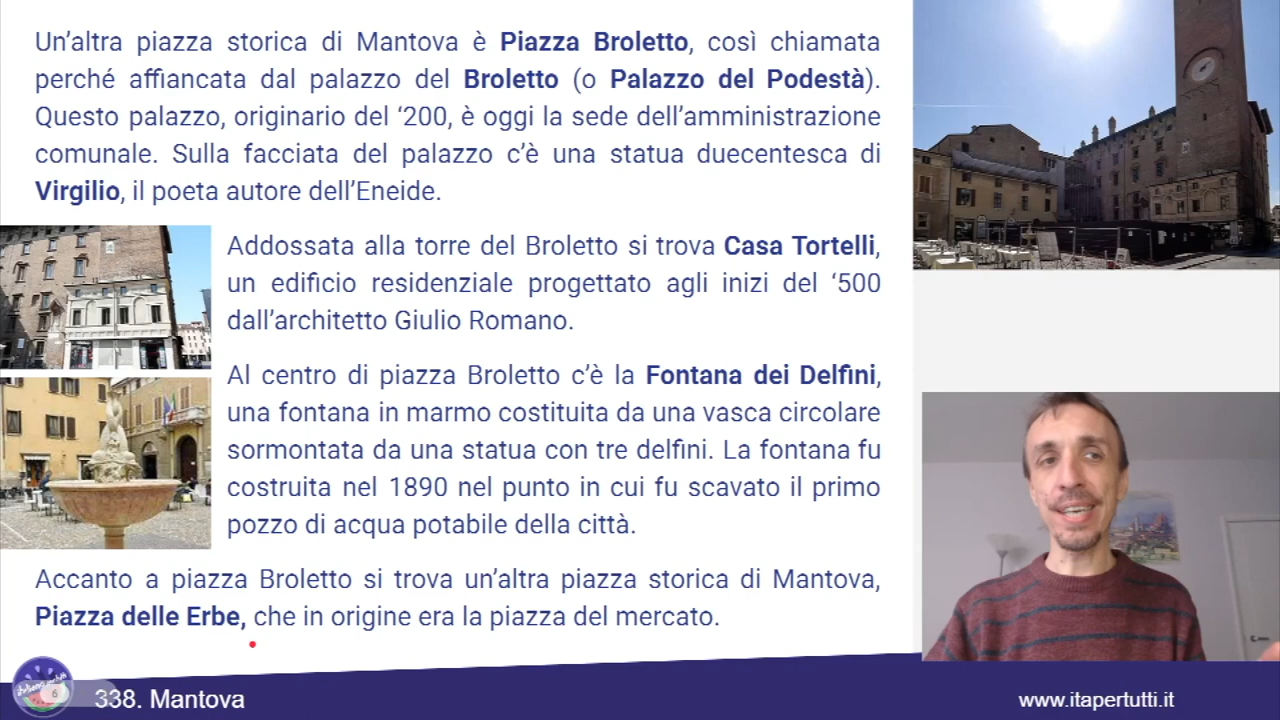 Un'altra piazza storica di Mantova è Piazza Broletto, così chiamata
perché affiancata dal palazzo del Broletto (o Palazzo del Podestà).
Questo palazzo, originario del ‘200, è oggi la sede dell'amministrazione
comunale. Sulla facciata del palazzo c'è una statua duecentesca di
Virgilio, il poeta autore dell'Eneide.
Addossata alla torre del Broletto si trova Casa Tortelli,
un edificio residenziale progettato agli inizi del ‘500
dall'architetto Giulio Romano.
Al centro di piazza Broletto c'è la Fontana dei Delfini,
una fontana in marmo costituita da una vasca circolare
sormontata da una statua con tre delfini. La fontana fu
costruita nel 1890 nel punto in cui fu scavato il primo
pozzo di acqua potabile della città.
Accanto a piazza Broletto si trova un'altra piazza storica di Mantova,
Piazza delle Erbe, che in origine era la piazza del mercato.
6
338. Mantova
www.itapertutti.it